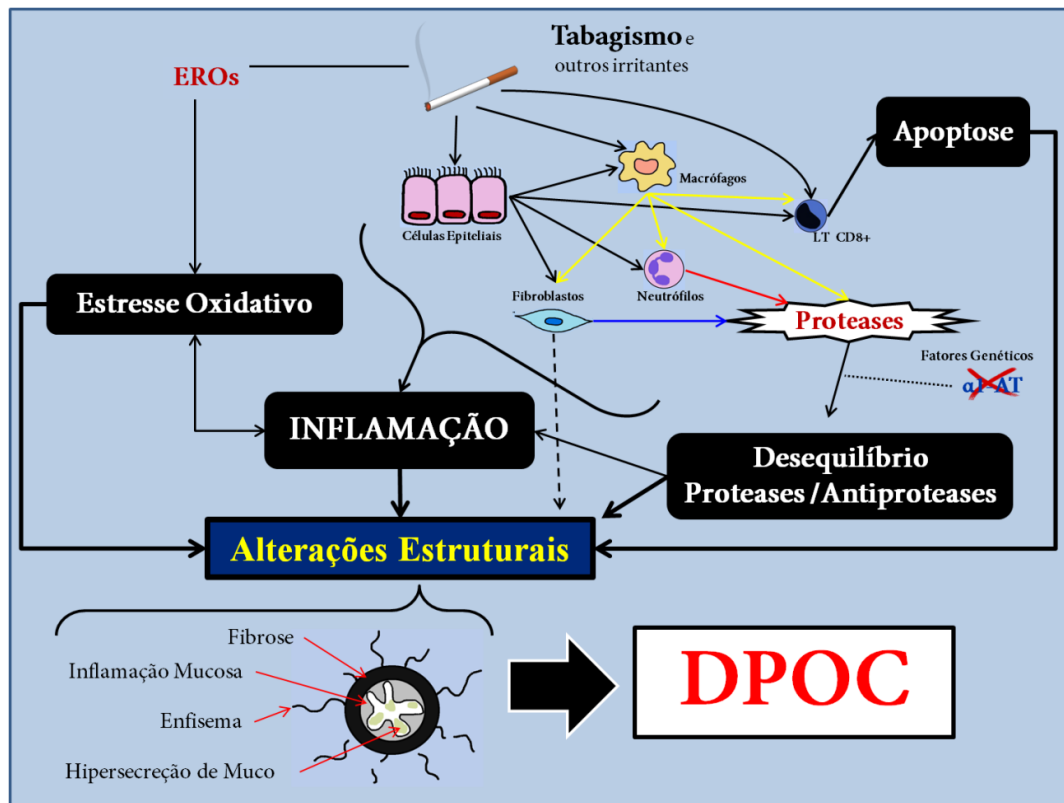 Tabagismo e
outros irritantes
EROs
Apoptose
Macrófagos
Células Epiteliais
LT CD8+
Estresse Oxidativo
Fibroblastos
Neutrófilos
Proteases
Fatores Genéticos
α1-AT
INFLAMAÇÃO
Desequilíbrio
Proteases /Antiproteases
Alterações Estruturais
Fibrose
Inflamação Mucosa
Enfisema
Hipersecreção de Muco
DPOC